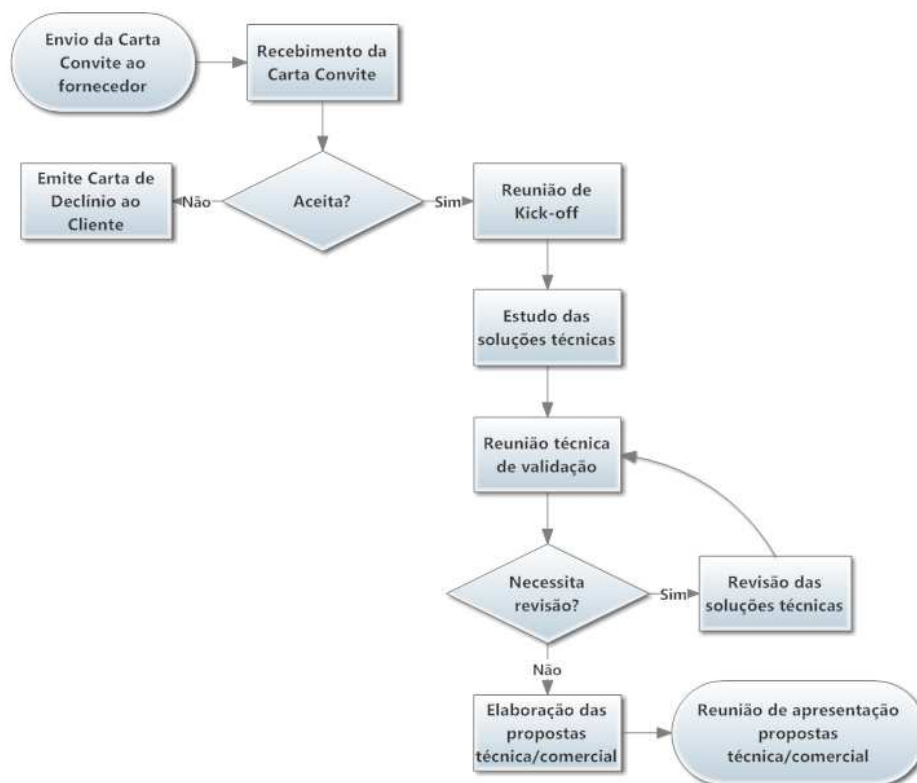 Envio da Carta
Convite ao
fornecedor
Recebimento da
Carta Convite
Emite Carta de
Declínio ao
Cliente
Não
Aceita?
Sim
Reunião de
Kick-off
Estudo das
soluções técnicas
Reunião técnica
de validação
Necessita
revisão?
Sim
Revisão das
soluções técnicas
Não
Elaboração das
propostas
técnica/comercial
Reunião de apresentação
propostas
técnica/comercial